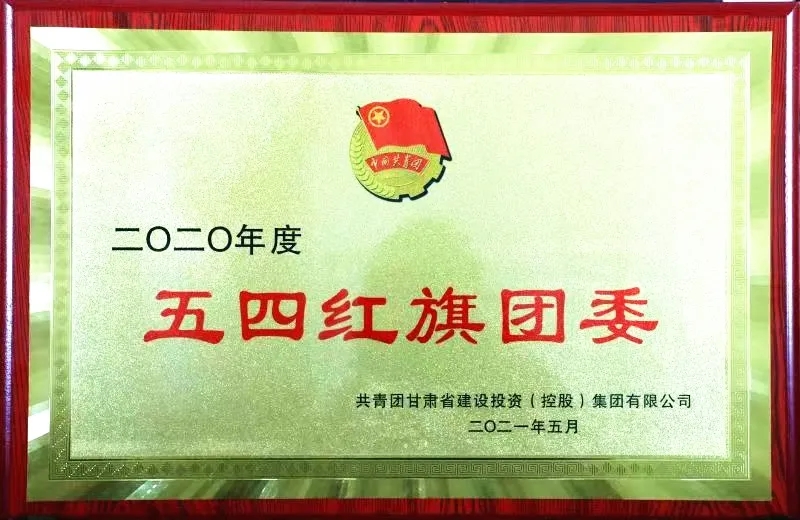 中国共青团
二〇二〇年度
五四红旗团委
共青团甘肃省建设投资（控股）集团有限公司
二〇二一年五月